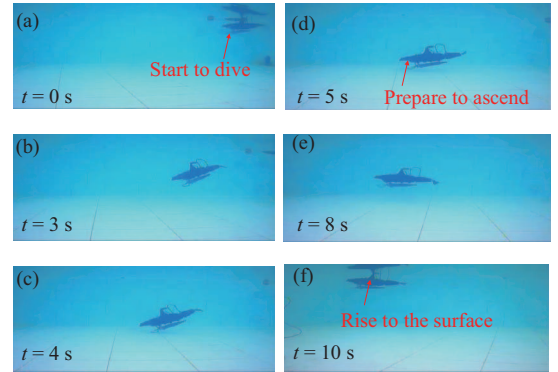 (a)
Start to dive
t = 0 s
(b)
t = 3 s
(c)
t = 4 s
(d)
Prepare to ascend
t = 5 s
(e)
t = 8 s
(f)
Rise to the surface
t = 10 s